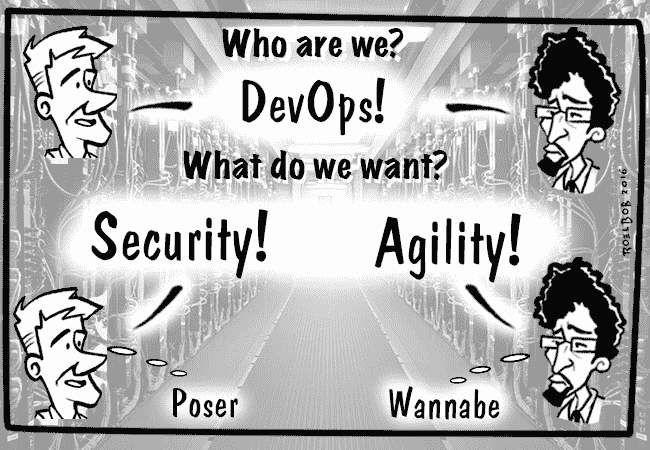 Who are we?
DevOps!
What do we want?
Security!
Agility!
Poser
Wannabe
ROELBOB 2016